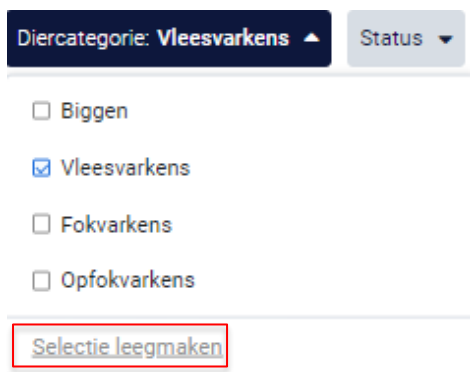 Diercategorie: Vleesvarkens Status
Biggen
Vleesvarkens
Fokvarkens
Opfokvarkens
Selectie leegmaken